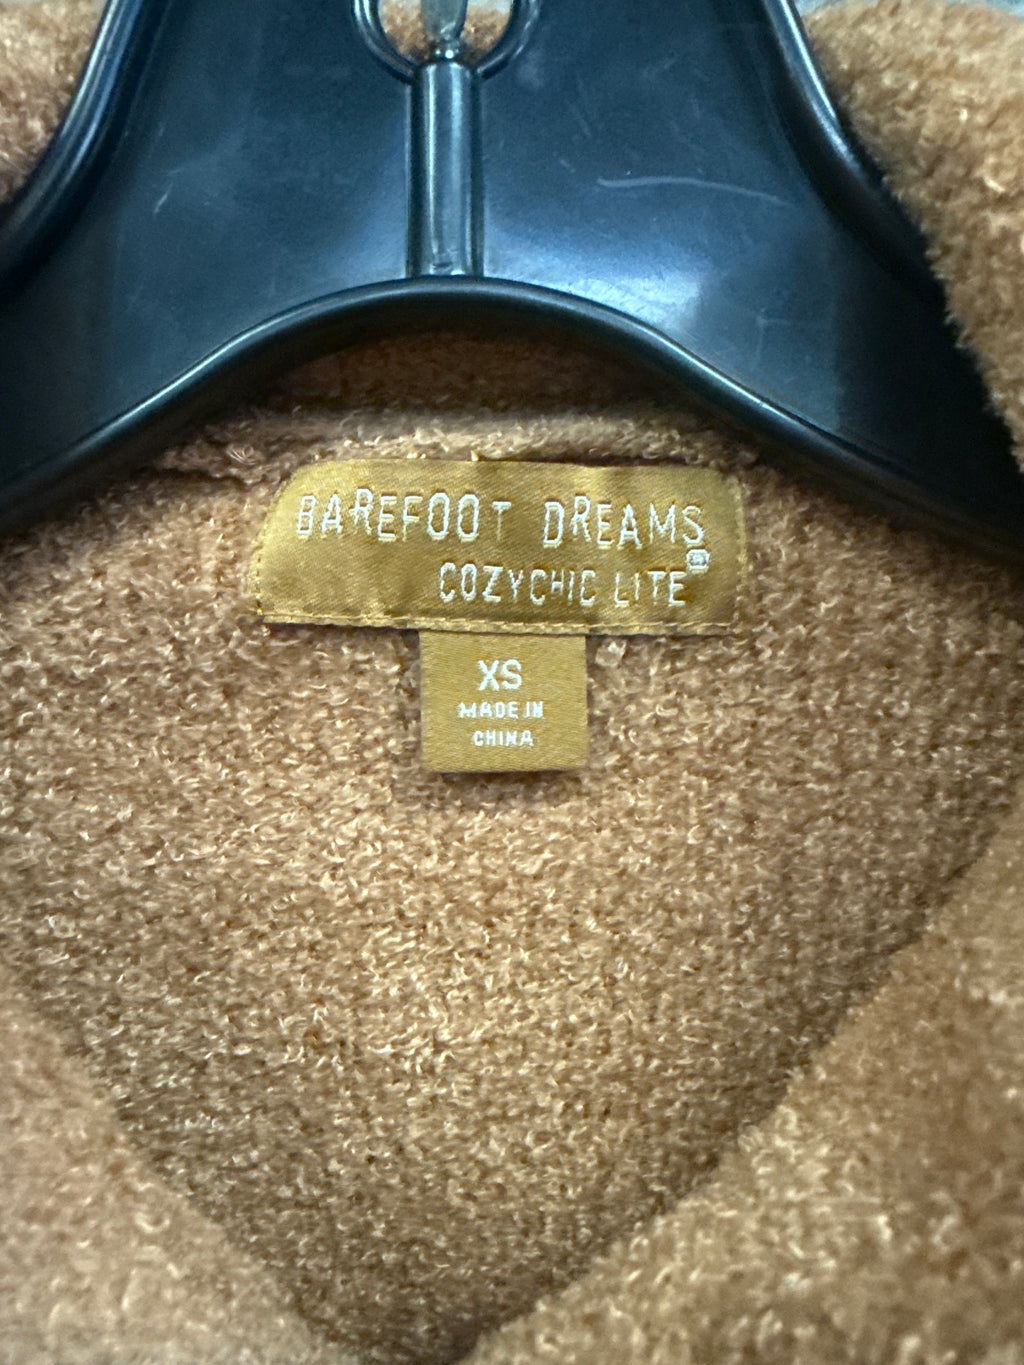 BAREFOOT DREAMS
COZYCHIC LITE®
XS
MADE IN
CHINA